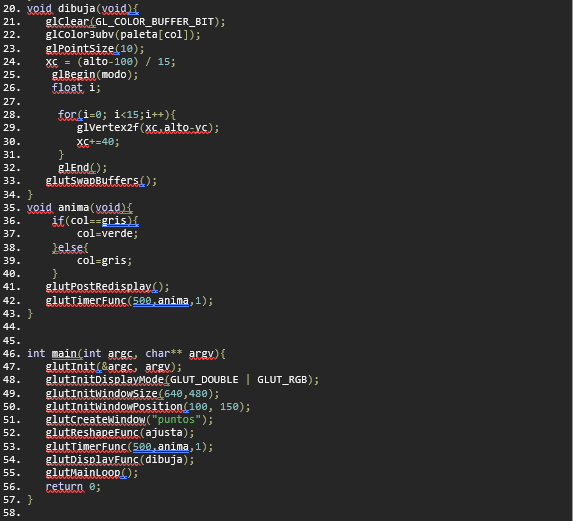 20. void dibuja(void){
21. glClear(GL_COLOR_BUFFER_BIT);
22. glColor3ubv(paleta[col]);
23. glPointSize(10);
24. xc = (alto-100) / 15;
25. glBegin(modo);
26. float i;
27.
28. for(i=0; i<15;i++){
29. glVertex2f(xc,alto-yc);
30. xc+=40;
31. }
32. glEnd();
33. glutSwapBuffers();
34. }
35. void anima(void){
36. if(col==gris){
37. col=verde;
38. }else{
39. col=gris;
40. }
41. glutPostRedisplay();
42. glutTimerFunc(500,anima,1);
43. }
44.
45.
46. int main(int argc, char** argv){
47. glutInit(&argc, argv);
48. glutInitDisplayMode(GLUT_DOUBLE | GLUT_RGB);
49. glutInitWindowSize(640,480);
50. glutInitWindowPosition(100, 150);
51. glutCreateWindow("puntos");
52. glutReshapeFunc(ajusta);
53. glutTimerFunc(500,anima,1);
54. glutDisplayFunc(dibuja);
55. glutMainLoop();
56. return 0;
57. }
58.